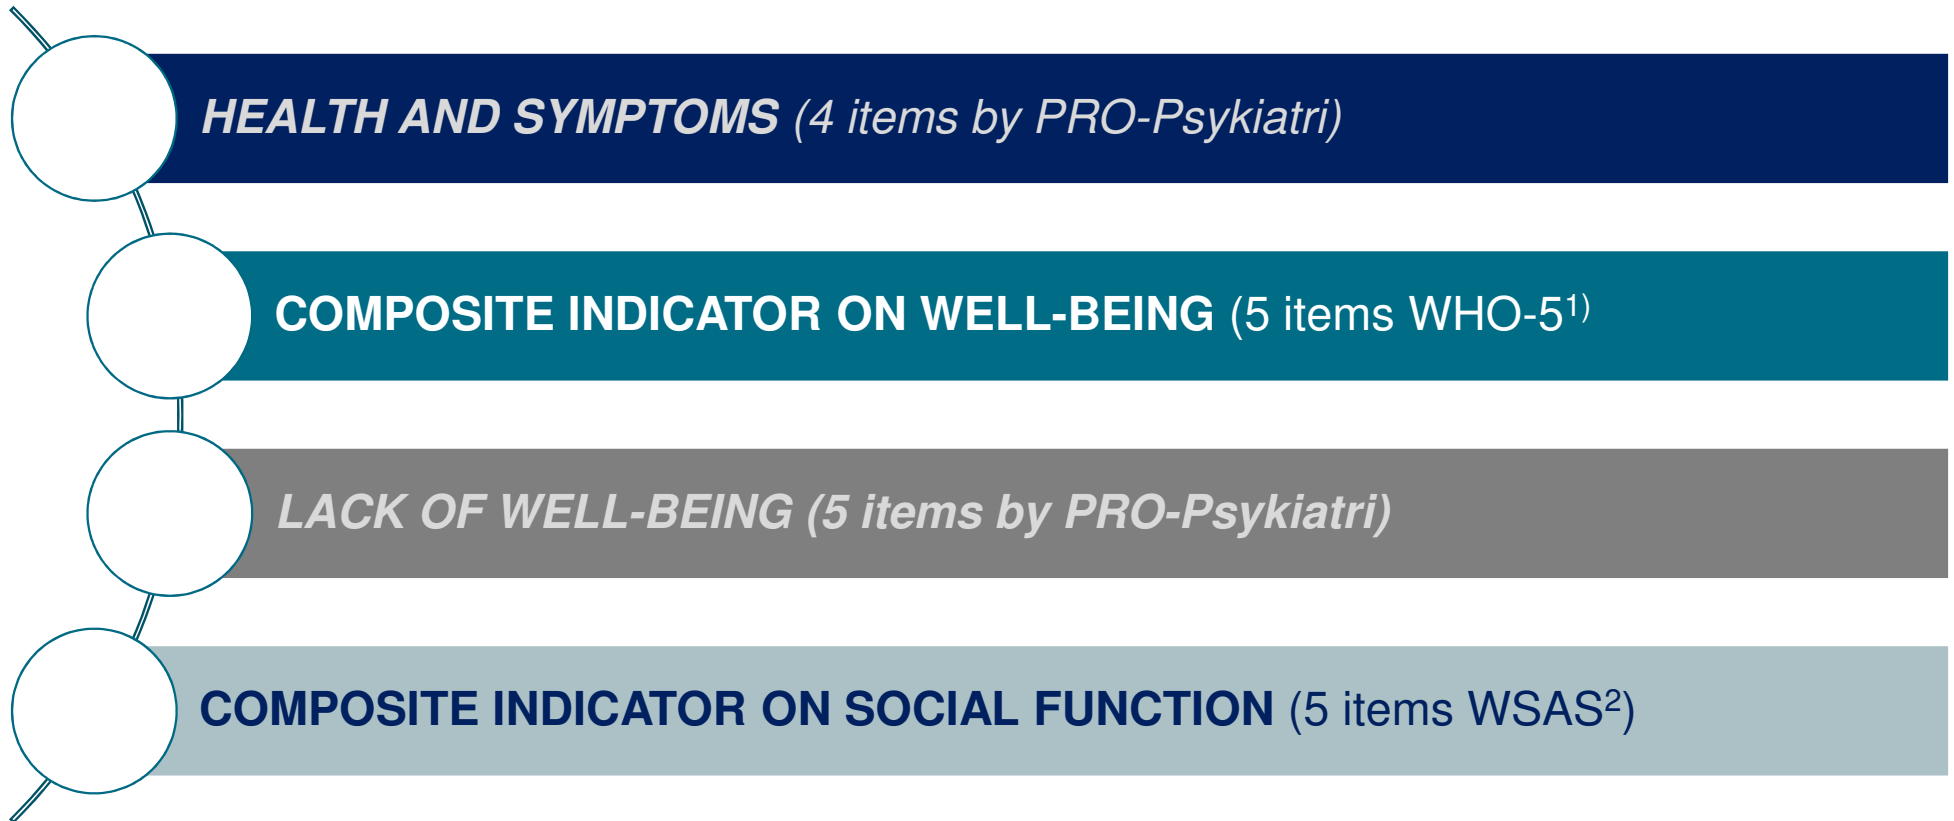 HEALTH AND SYMPTOMS (4 items by PRO-Psykiatri)
COMPOSITE INDICATOR ON WELL-BEING (5 items WHO-5¹⁾
LACK OF WELL-BEING (5 items by PRO-Psykiatri)
COMPOSITE INDICATOR ON SOCIAL FUNCTION (5 items WSAS²)